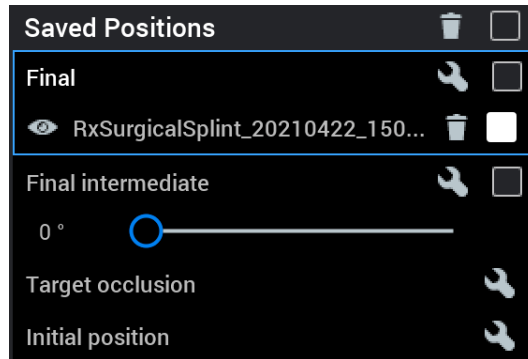 Saved Positions
Final
RxSurgicalSplint_20210422_150...
Final intermediate
0 °
Target occlusion
Initial position